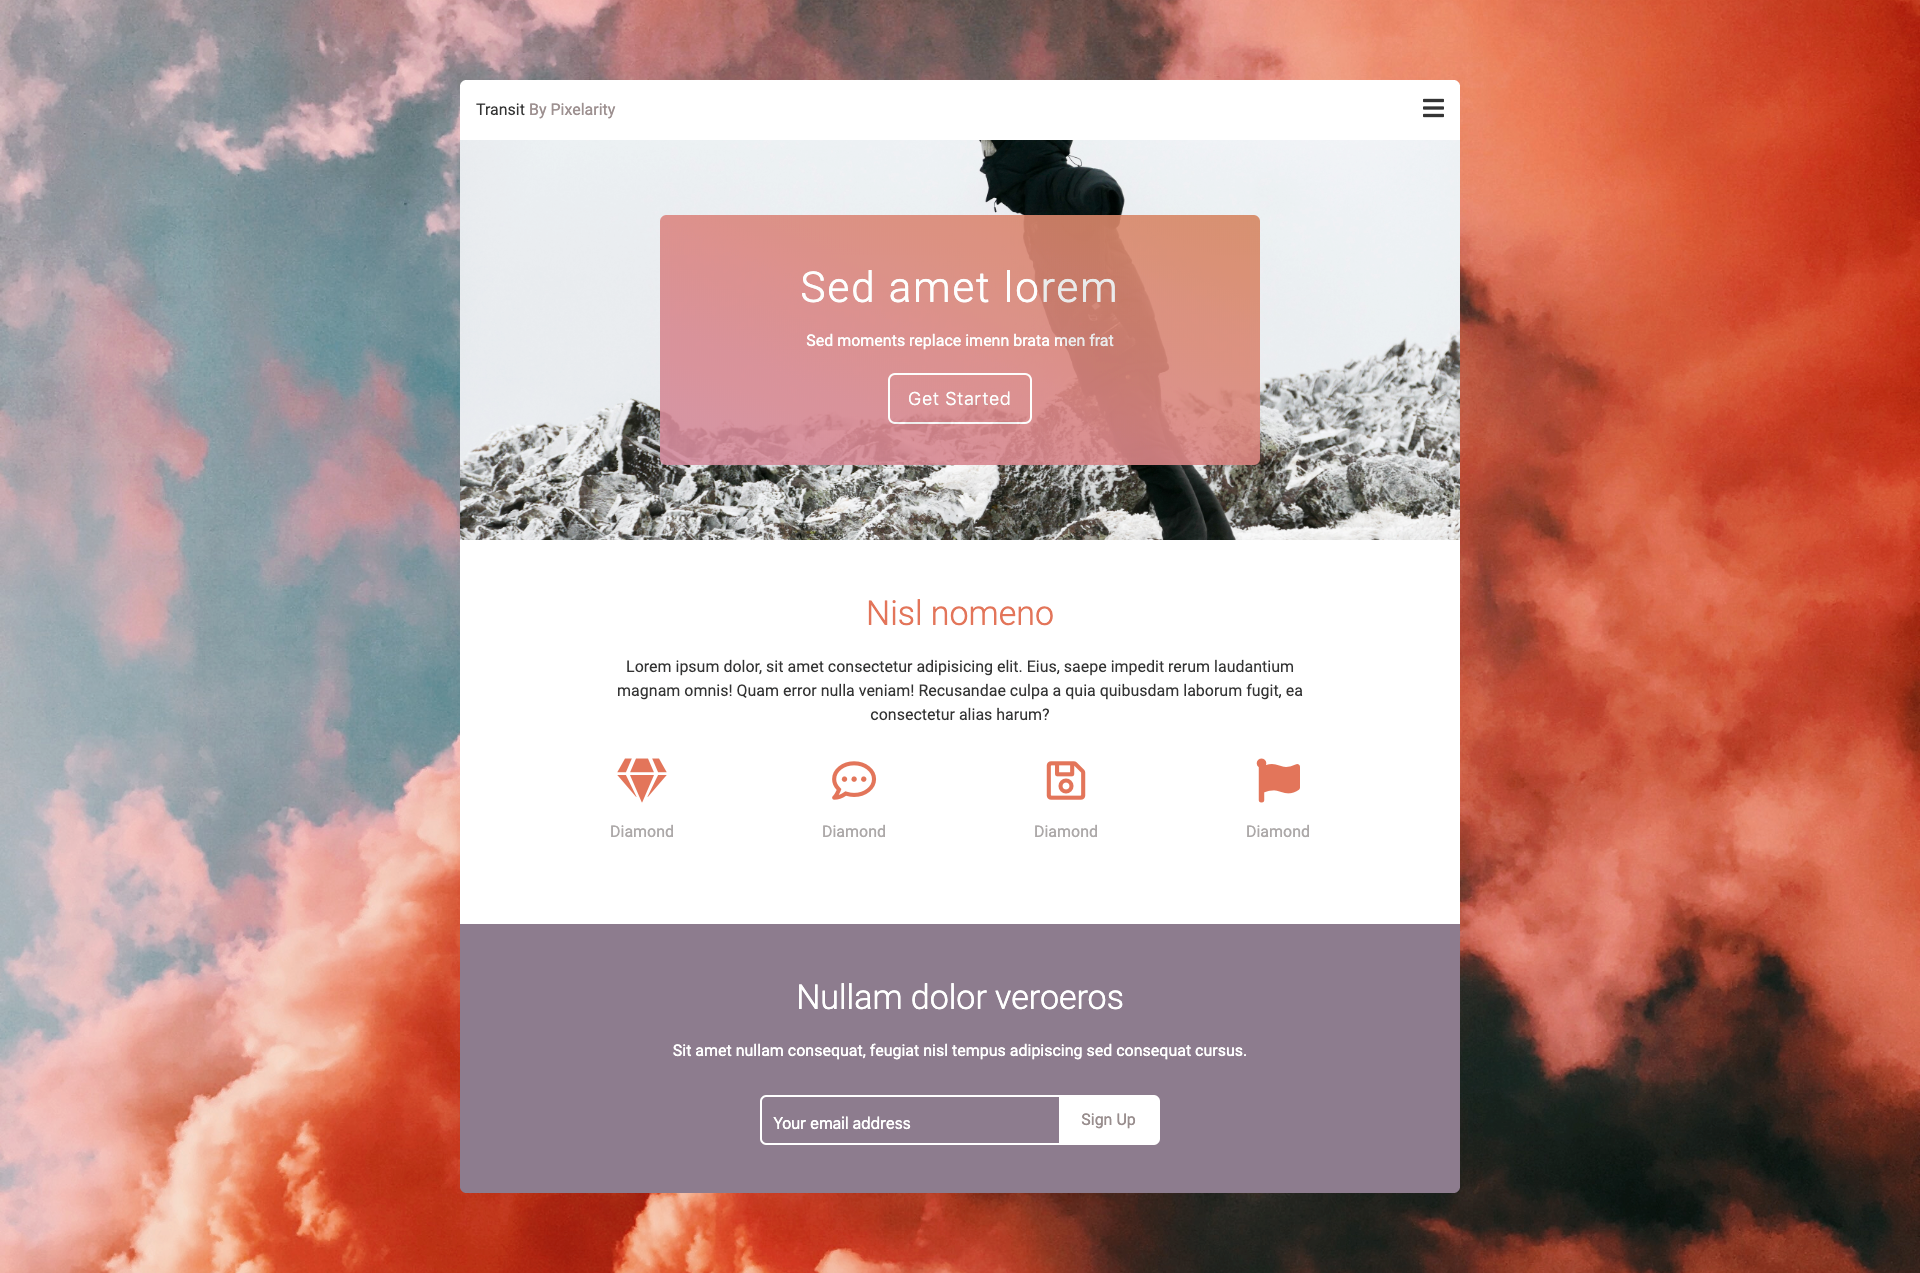 Transit By Pixelarity
Sed amet lorem
Sed moments replace imenn brata men frat
Get Started
Nisl nomeno
Lorem ipsum dolor, sit amet consectetur adipisicing elit. Eius, saepe impedit rerum laudantium
magnam omnis! Quam error nulla veniam! Recusandae culpa a quia quibusdam laborum fugit, ea
consectetur alias harum?
Diamond
Diamond
Diamond
Diamond
Nullam dolor veroeros
Sit amet nullam consequat, feugiat nisl tempus adipiscing sed consequat cursus.
Your email address
Sign Up